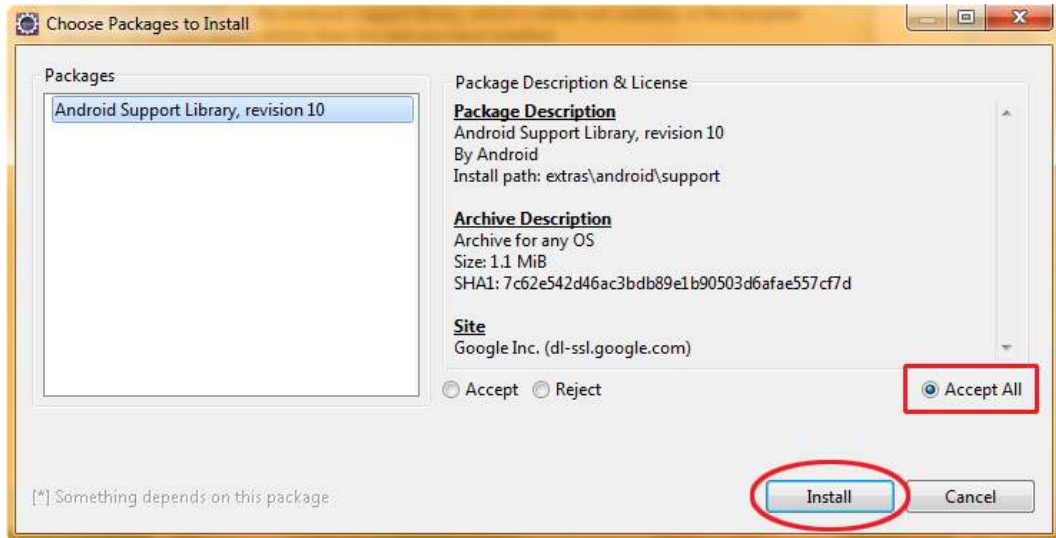 Choose Packages to Install
Packages
Android Support Library, revision 10
Package Description & License
Package Description
Android Support Library, revision 10
By Android
Install path: extras\android\support
Archive Description
Archive for any OS
Size: 1.1 MiB
SHA1: 7c62e542d46ac3bdb89e1b90503d6afae557cf7d
Site
Google Inc. (dl-ssl.google.com)
Accept Reject Accept All
[*] Something depends on this package
Install Cancel